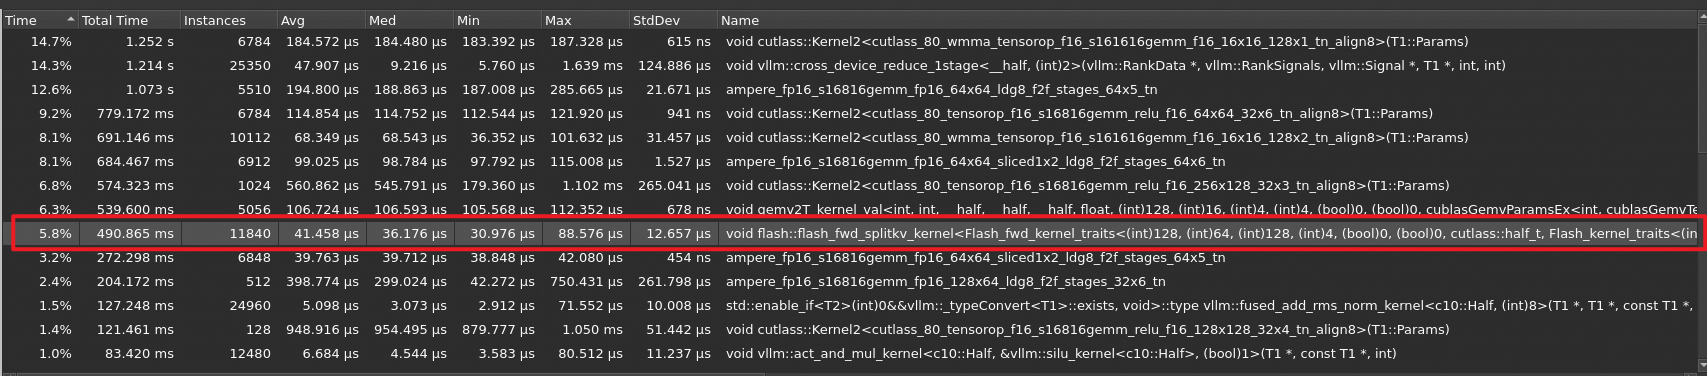 Time Total Time Instances Avg Med Min Max StdDev Name
14.7% 1.252 s 6784 184.572 μs 184.480 μs 183.392 μs 187.328 μs 615 ns void cutlass::Kernel2<cutlass_80_wmma_tensorop_f16_s161616gemm_f16_16x16_128x1_tn_align8>(T1::Params)
14.3% 1.214 s 25350 47.907 μs 9.216 μs 5.760 μs 1.639 ms 124.886 μs void vllm::cross_device_reduce_1stage<__half, (int)2>(vllm::RankData *, vllm::RankSignals, vllm::Signal *, T1 *, int, int)
12.6% 1.073 s 5510 194.800 μs 188.863 μs 187.008 μs 285.665 μs 21.671 μs ampere_fp16_s16816gemm_fp16_64x64_ldg8_f2f_stages_64x5_tn
9.2% 779.172 ms 6784 114.854 μs 114.752 μs 112.544 μs 121.920 μs 941 ns void cutlass::Kernel2<cutlass_80_tensorop_f16_s16816gemm_relu_f16_64x64_32x6_tn_align8>(T1::Params)
8.1% 691.146 ms 10112 68.349 μs 68.543 μs 36.352 μs 101.632 μs 31.457 μs void cutlass::Kernel2<cutlass_80_wmma_tensorop_f16_s161616gemm_f16_16x16_128x2_tn_align8>(T1::Params)
8.1% 684.467 ms 6912 99.025 μs 98.784 μs 97.792 μs 115.008 μs 1.527 μs ampere_fp16_s16816gemm_fp16_64x64_sliced1x2_ldg8_f2f_stages_64x6_tn
6.8% 574.323 ms 1024 560.862 μs 545.791 μs 179.360 μs 1.102 ms 265.041 μs void cutlass::Kernel2<cutlass_80_tensorop_f16_s16816gemm_relu_f16_256x128_32x3_tn_align8>(T1::Params)
6.3% 539.600 ms 5056 106.724 μs 106.593 μs 105.568 μs 112.352 μs 678 ns void gemv2T_kernel_val<int, int, __half, __half, __half, float, (int)128, (int)16, (int)4, (int)4, (bool)0, (bool)0, cublasGemvParamsEx<int, cublasGemvTe
5.8% 490.865 ms 11840 41.458 μs 36.176 μs 30.976 μs 88.576 μs 12.657 μs void flash::flash_fwd_splitkv_kernel<Flash_fwd_kernel_traits<(int)128, (int)64, (int)128, (int)4, (bool)0, (bool)0, cutlass::half_t, Flash_kernel_traits<(in
3.2% 272.298 ms 6848 39.763 μs 39.712 μs 38.848 μs 42.080 μs 454 ns ampere_fp16_s16816gemm_fp16_64x64_sliced1x2_ldg8_f2f_stages_64x5_tn
2.4% 204.172 ms 512 398.774 μs 299.024 μs 42.272 μs 750.431 μs 261.798 μs ampere_fp16_s16816gemm_fp16_128x64_ldg8_f2f_stages_32x6_tn
1.5% 127.248 ms 24960 5.098 μs 3.073 μs 2.912 μs 71.552 μs 10.008 μs std::enable_if<T2>(int)0&&vllm::_typeConvert<T1>::exists, void>::type vllm::fused_add_rms_norm_kernel<c10::Half, (int)8>(T1 *, T1 *, const T1 *,
1.4% 121.461 ms 128 948.916 μs 954.495 μs 879.777 μs 1.050 ms 51.442 μs void cutlass::Kernel2<cutlass_80_tensorop_f16_s16816gemm_relu_f16_128x128_32x4_tn_align8>(T1::Params)
1.0% 83.420 ms 12480 6.684 μs 4.544 μs 3.583 μs 80.512 μs 11.237 μs void vllm::act_and_mul_kernel<c10::Half, &vllm::silu_kernel<c10::Half>, (bool)1>(T1 *, const T1 *, int)